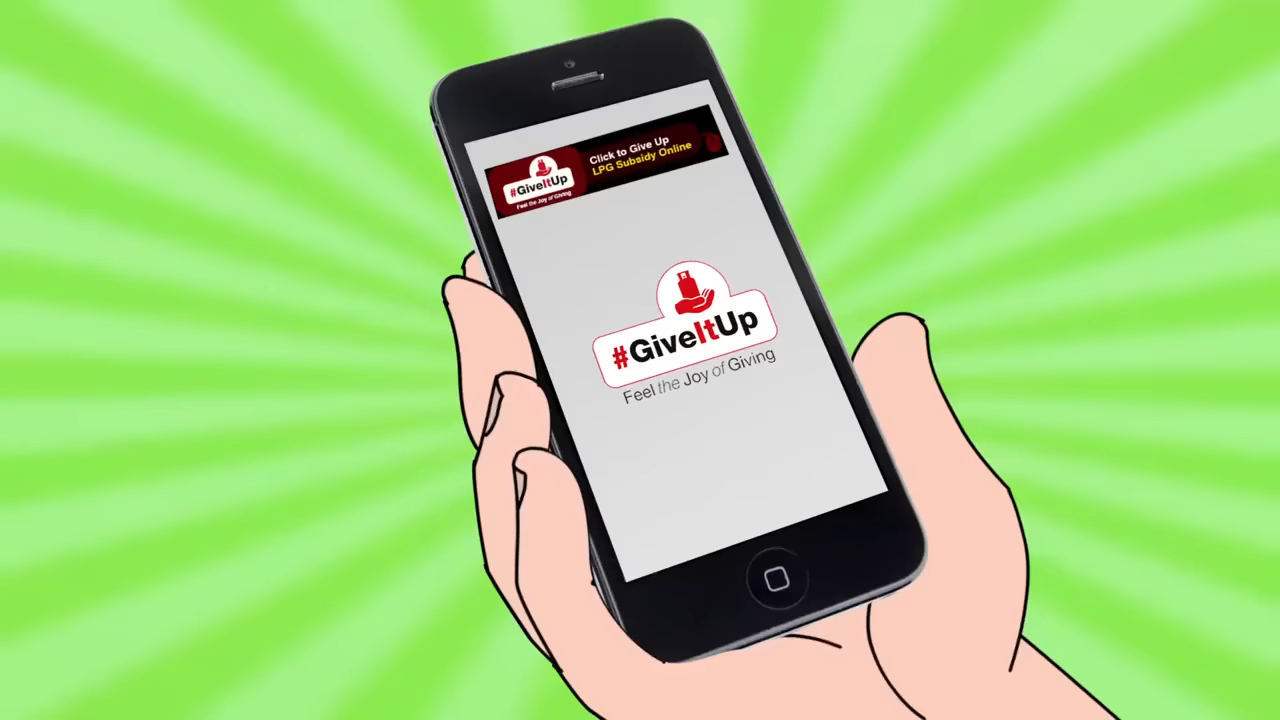 #GiveItUp
Feel the Joy of Giving
Click to Give Up
LPG Subsidy Online
#GiveItUp
Feel the Joy of Giving